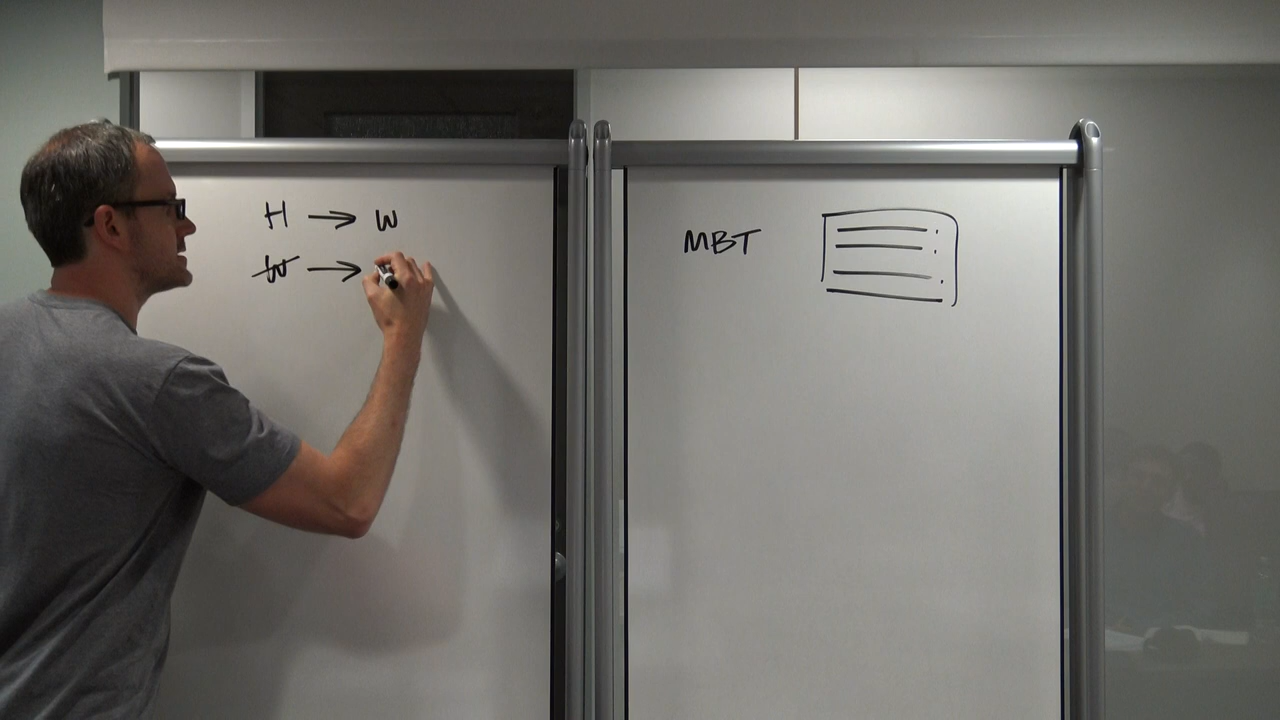 H → W
W →
MBT